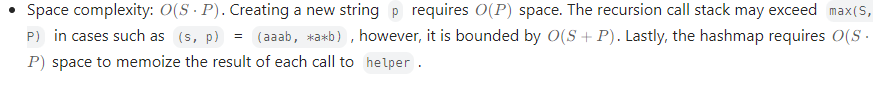 • Space complexity: O(S · P). Creating a new string p requires O(P) space. The recursion call stack may exceed max(S,
P) in cases such as (s, p) = (aaab, *a*b) , however, it is bounded by O(S + P). Lastly, the hashmap requires O(S ·
P) space to memoize the result of each call to helper .